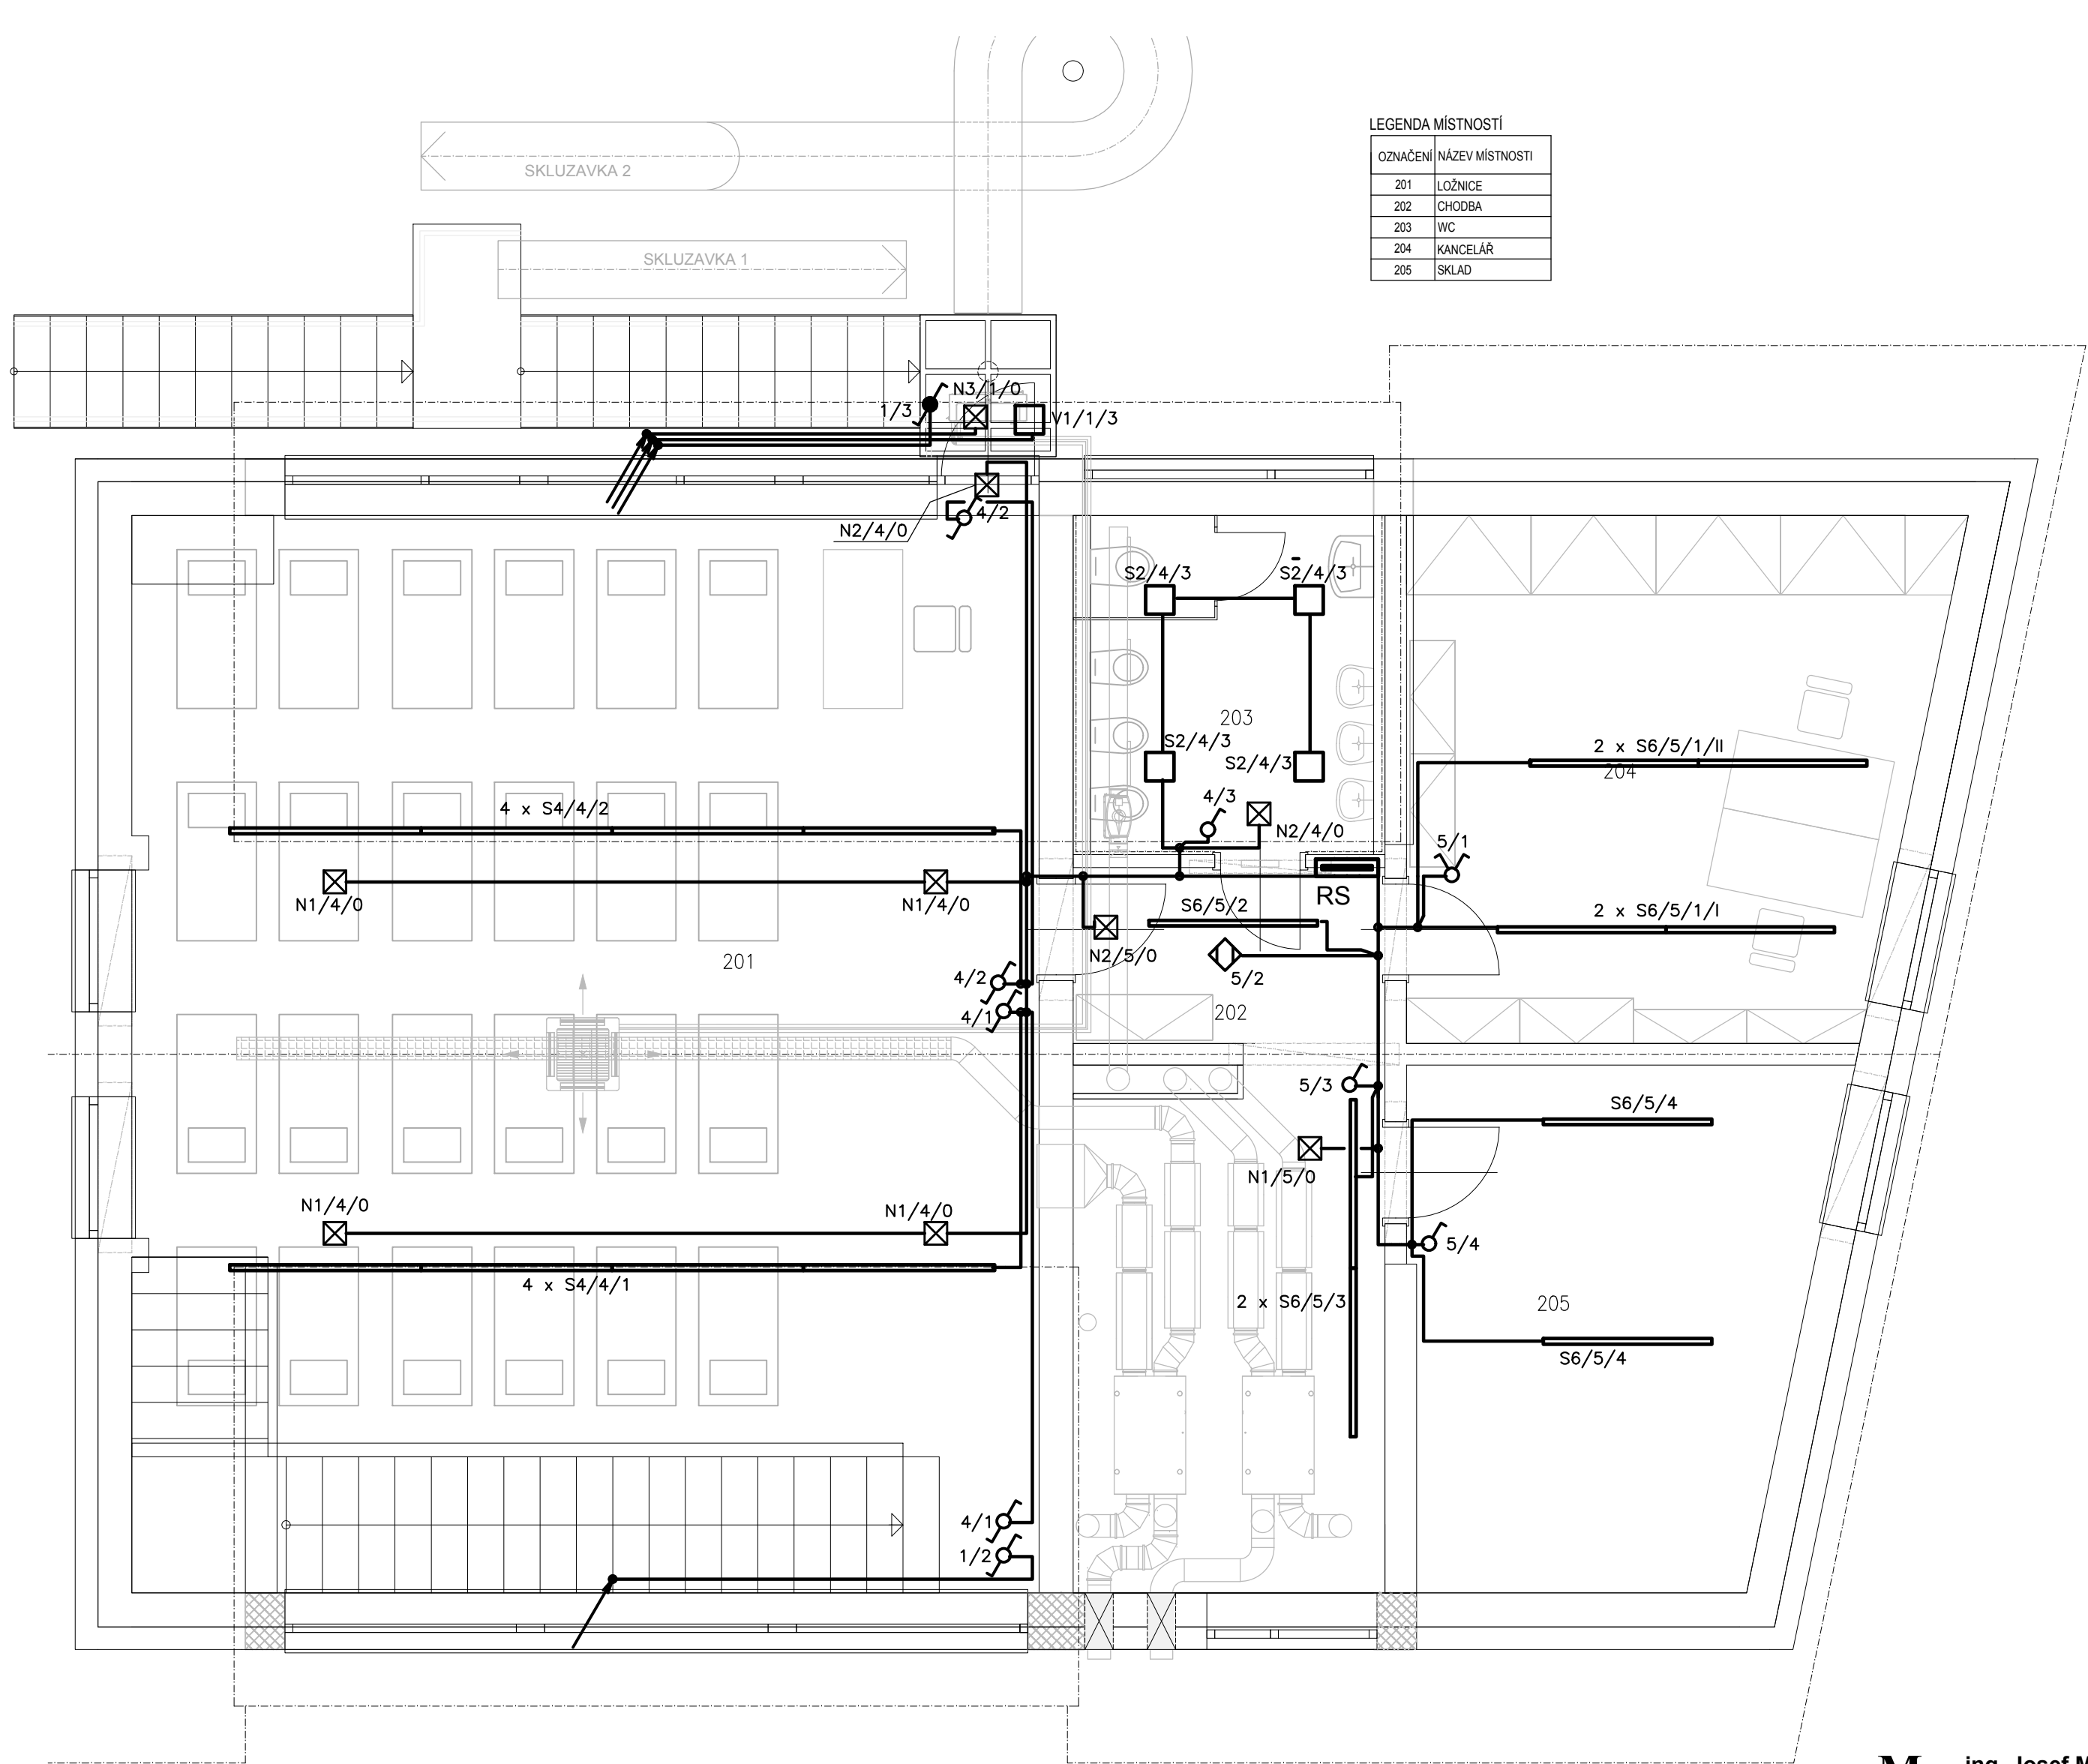 LEGENDA MÍSTNOSTÍ
OZNAČENÍ NÁZEV MÍSTNOSTI
201 LOŽNICE
202 CHODBA
203 WC
204 KANCELÁŘ
205 SKLAD
SKLUZAVKA 2
SKLUZAVKA 1
N3/1/0
1/3
V1/1/3
4/2
N2/4/0
S2/4/3
S2/4/3
203
S2/4/3
S2/4/3
2 x S6/5/1/II
204
4 x S4/4/2
4/3
N2/4/0
5/1
N1/4/0
N1/4/0
RS
S6/5/2
2 x S6/5/1/I
N2/5/0
201
4/2
5/2
4/1
202
5/3
S6/5/4
N1/5/0
N1/4/0
N1/4/0
5/4
4 x S4/4/1
2 x S6/5/3
205
S6/5/4
4/1
1/2